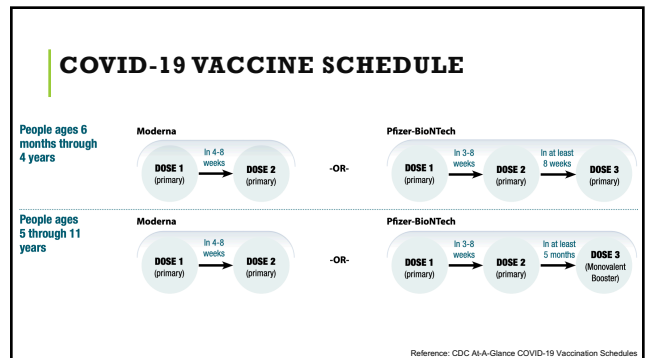 COVID-19 VACCINE SCHEDULE
People ages 6
months through
4 years
Moderna
DOSE 1
(primary)
In 4-8
weeks
DOSE 2
(primary)
-OR-
Pfizer-BioNTech
DOSE 1
(primary)
In 3-8
weeks
DOSE 2
(primary)
In at least
8 weeks
DOSE 3
(primary)
People ages
5 through 11
years
Moderna
DOSE 1
(primary)
In 4-8
weeks
DOSE 2
(primary)
-OR-
Pfizer-BioNTech
DOSE 1
(primary)
In 3-8
weeks
DOSE 2
(primary)
In at least
5 months
DOSE 3
(Monovalent
Booster)
Reference: CDC At-A-Glance COVID-19 Vaccination Schedules